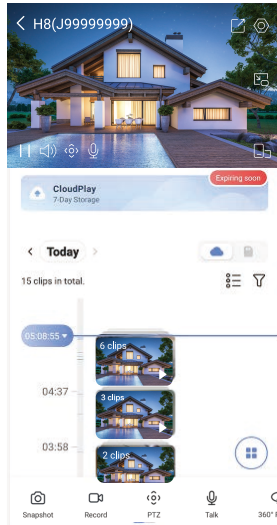 H8(J99999999)
CloudPlay
7-Day Storage
Expiring soon
Today
15 clips in total.
05:08:55
6 clips
04:37
3 clips
03:58
2 clips
Snapshot
Record
PTZ
Talk
360°